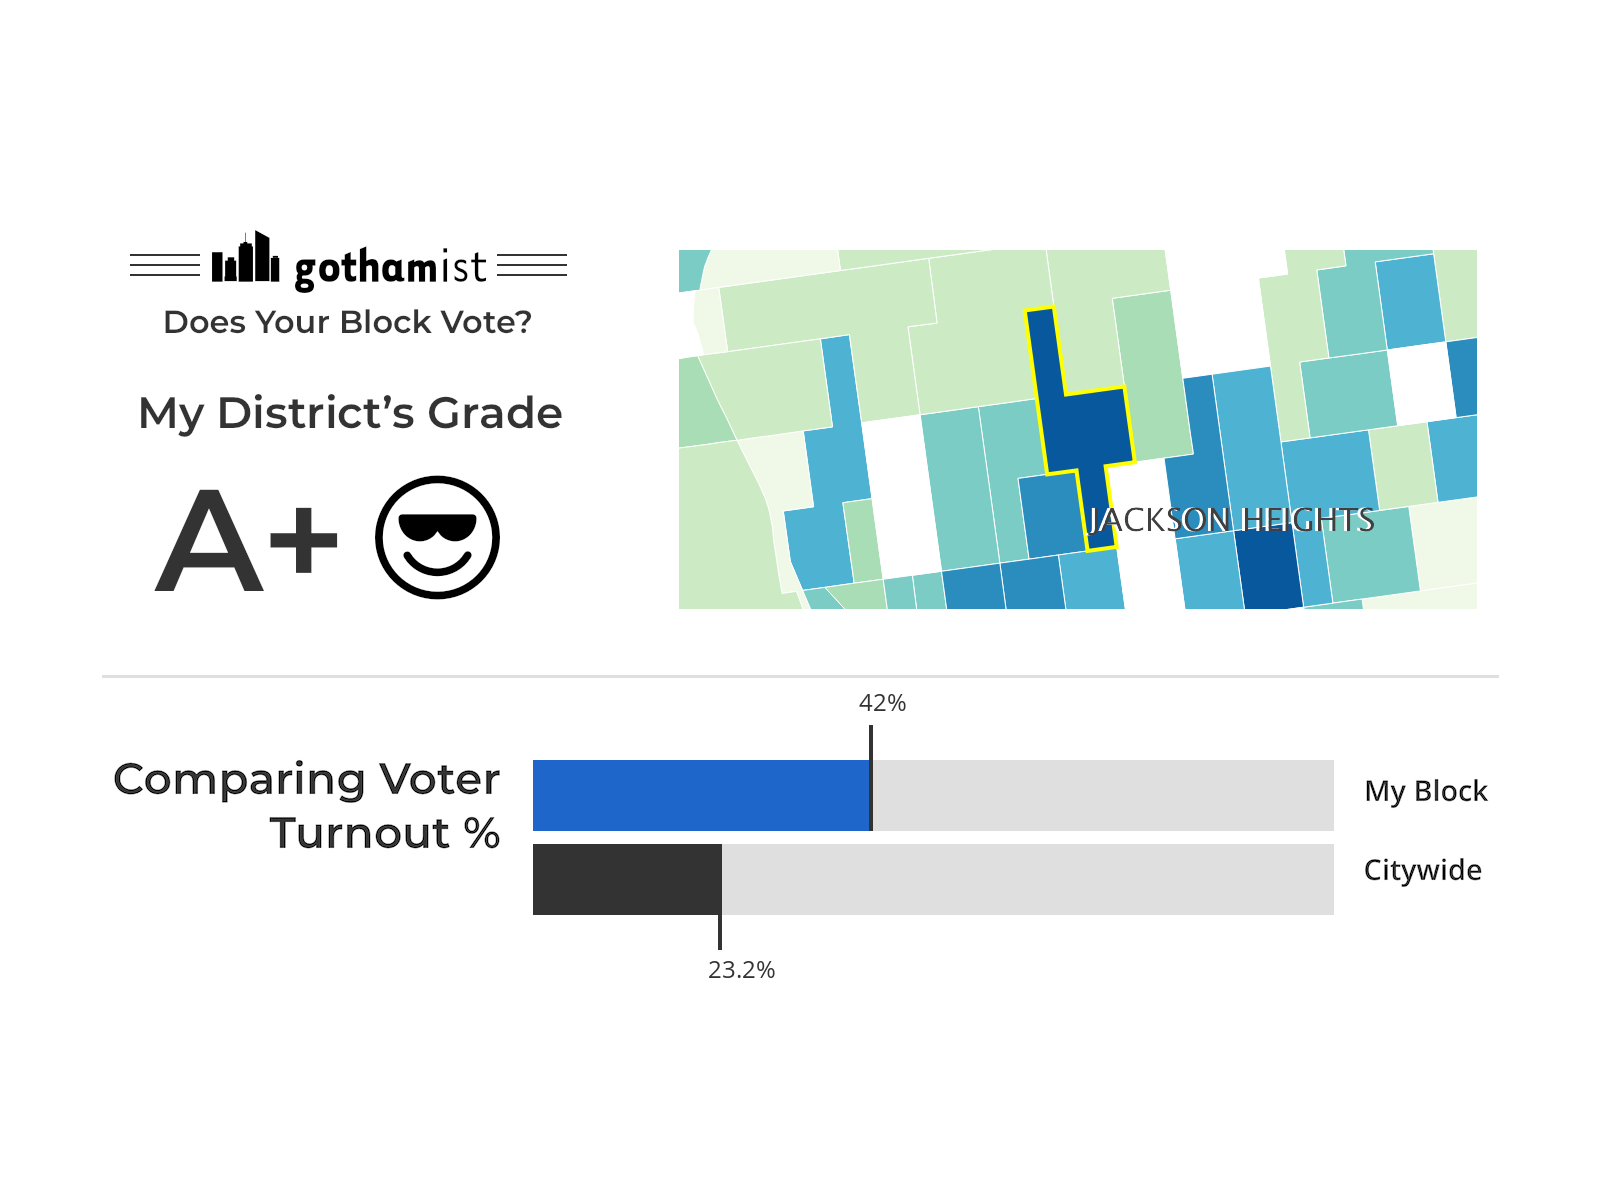 gothamist
Does Your Block Vote?
My District’s Grade
A+
JACKSON HEIGHTS
42%
Comparing Voter
Turnout %
My Block
Citywide
23.2%